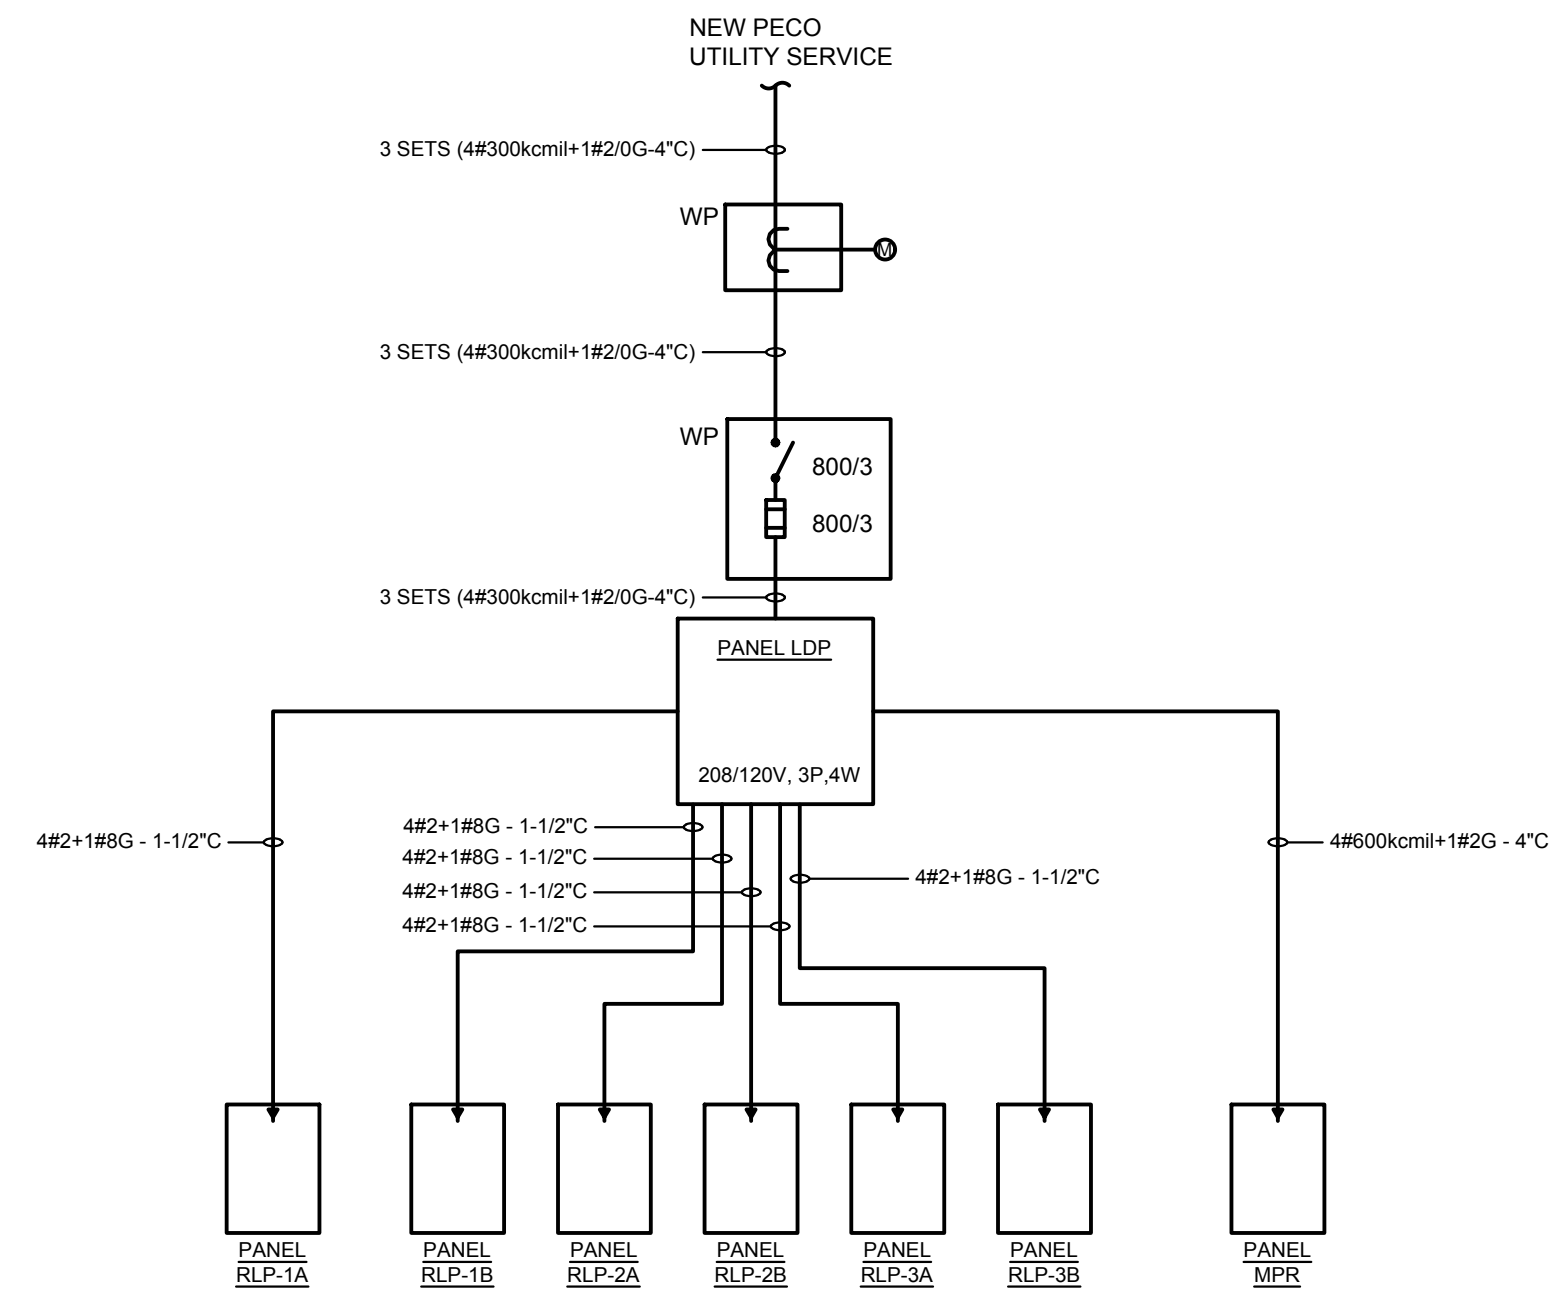 NEW PECO
UTILITY SERVICE
3 SETS (4#300kcmil+1#2/0G-4"C)
WP
M
3 SETS (4#300kcmil+1#2/0G-4"C)
WP
800/3
800/3
3 SETS (4#300kcmil+1#2/0G-4"C)
PANEL LDP
208/120V, 3P,4W
4#2+1#8G - 1-1/2"C
4#2+1#8G - 1-1/2"C
4#2+1#8G - 1-1/2"C
4#2+1#8G - 1-1/2"C
4#2+1#8G - 1-1/2"C
4#2+1#8G - 1-1/2"C
4#600kcmil+1#2G - 4"C
PANEL
RLP-1A
PANEL
RLP-1B
PANEL
RLP-2A
PANEL
RLP-2B
PANEL
RLP-3A
PANEL
RLP-3B
PANEL
MPR